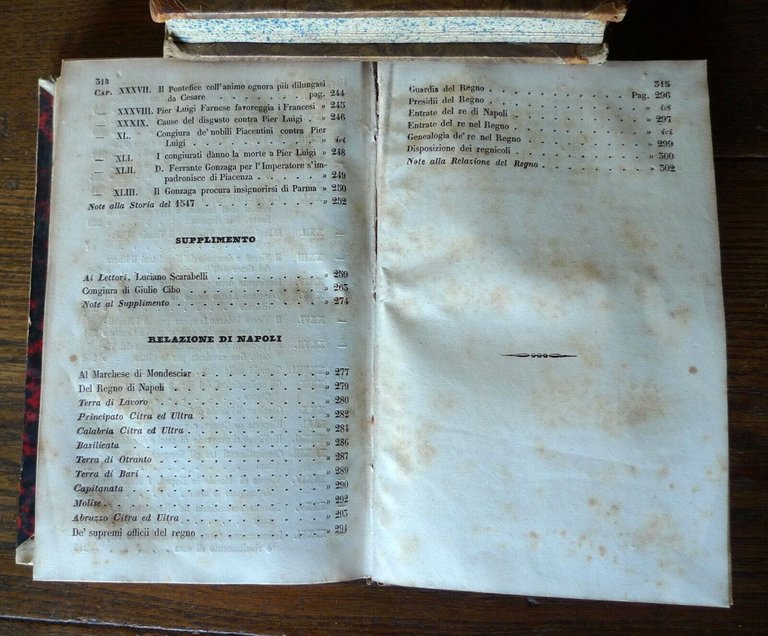 314
CAP. XXXVII. Il Pontefice coll'animo ognora più dilungasi
da Cesare . . . . . . . . . pag. 244
— XXXVIII. Pier Luigi Farnese favoreggia i Francesi » 245
— XXXIX. Cause del disgusto contro Pier Luigi . » 246
— XL. Congiura de' nobili Piacentini contro Pier
Luigi . . . . . . . . . . » ivi
— XLI. I congiurati danno la morte a Pier Luigi » 248
— XLII. D. Ferrante Gonzaga per l'Imperatore s'im-
padronisce di Piacenza . . . . . » 249
— XLIII. Il Gonzaga procura insignorirsi di Parma » 250
Note alla Storia del 1547 . . . . . . . . . » 252
SUPPLIMENTO
Ai Lettori, Luciano Scarabelli . . . . . . . » 259
Congiura di Giulio Cibo . . . . . . . . . » 265
Note al Supplimento . . . . . . . . . . » 274
RELAZIONE DI NAPOLI
Al Marchese di Mondesciar . . . . . . . . » 277
Del Regno di Napoli . . . . . . . . . . » 279
Terra di Lavoro . . . . . . . . . . . » 280
Principato Citra ed Ultra . . . . . . . . » 282
Calabria Citra ed Ultra . . . . . . . . . » 284
Basilicata . . . . . . . . . . . . . » 286
Terra di Otranto . . . . . . . . . . . » 287
Terra di Bari . . . . . . . . . . . . » 289
Capitanata . . . . . . . . . . . . . » 290
Molise . . . . . . . . . . . . . . » 292
Abruzzo Citra ed Ultra . . . . . . . . . » 293
De' supremi officii del regno . . . . . . . » 294
315
Guardia del Regno . . . . . . . . . Pag. 296
Presidii del Regno . . . . . . . . . . » ivi
Entrate del re di Napoli . . . . . . . . » 297
Entrate del re nel Regno . . . . . . . . » ivi
Genealogia de' re nel Regno . . . . . . . » 299
Disposizione dei regnicoli . . . . . . . . » 300
Note alla Relazione del Regno . . . . . . . » 302